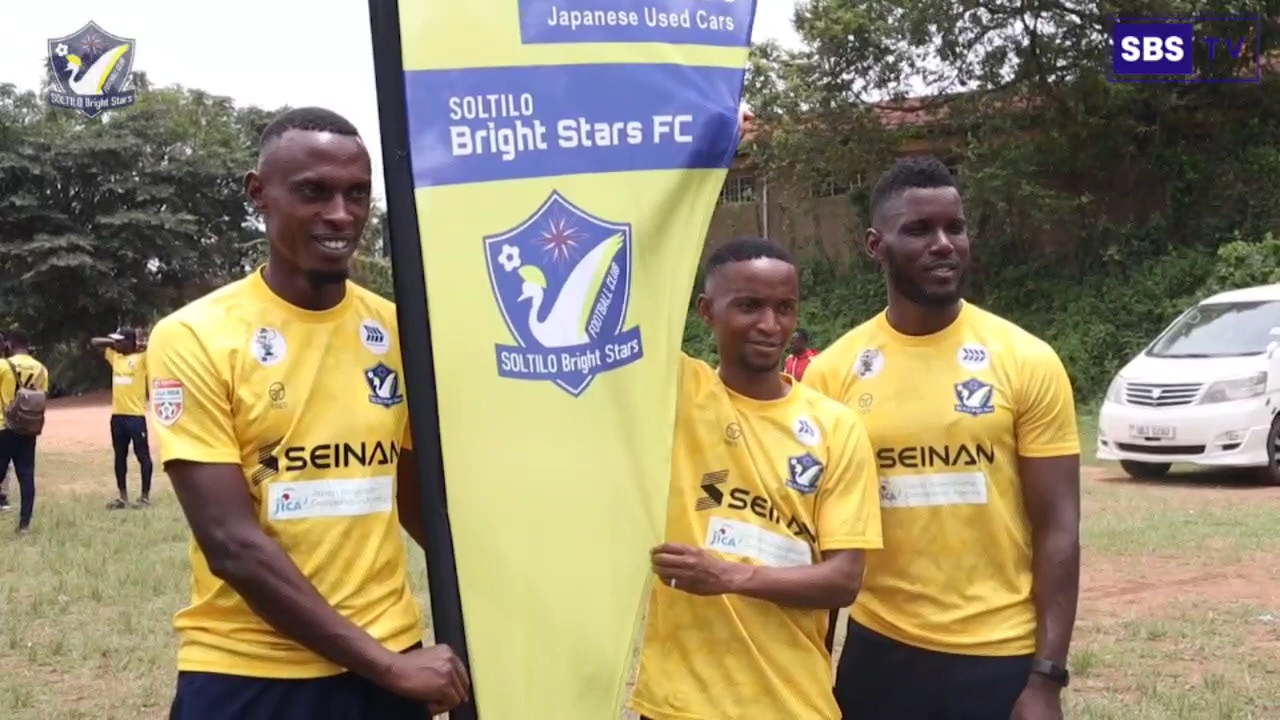 SOLTILO Bright Stars
SBS TV
Japanese Used Cars
SOLTILO
Bright Stars FC
FOOTBALL CLUB
SOLTILO Bright Stars
SEINAN
JICA
SEINAN
JICA
SEINAN
JICA